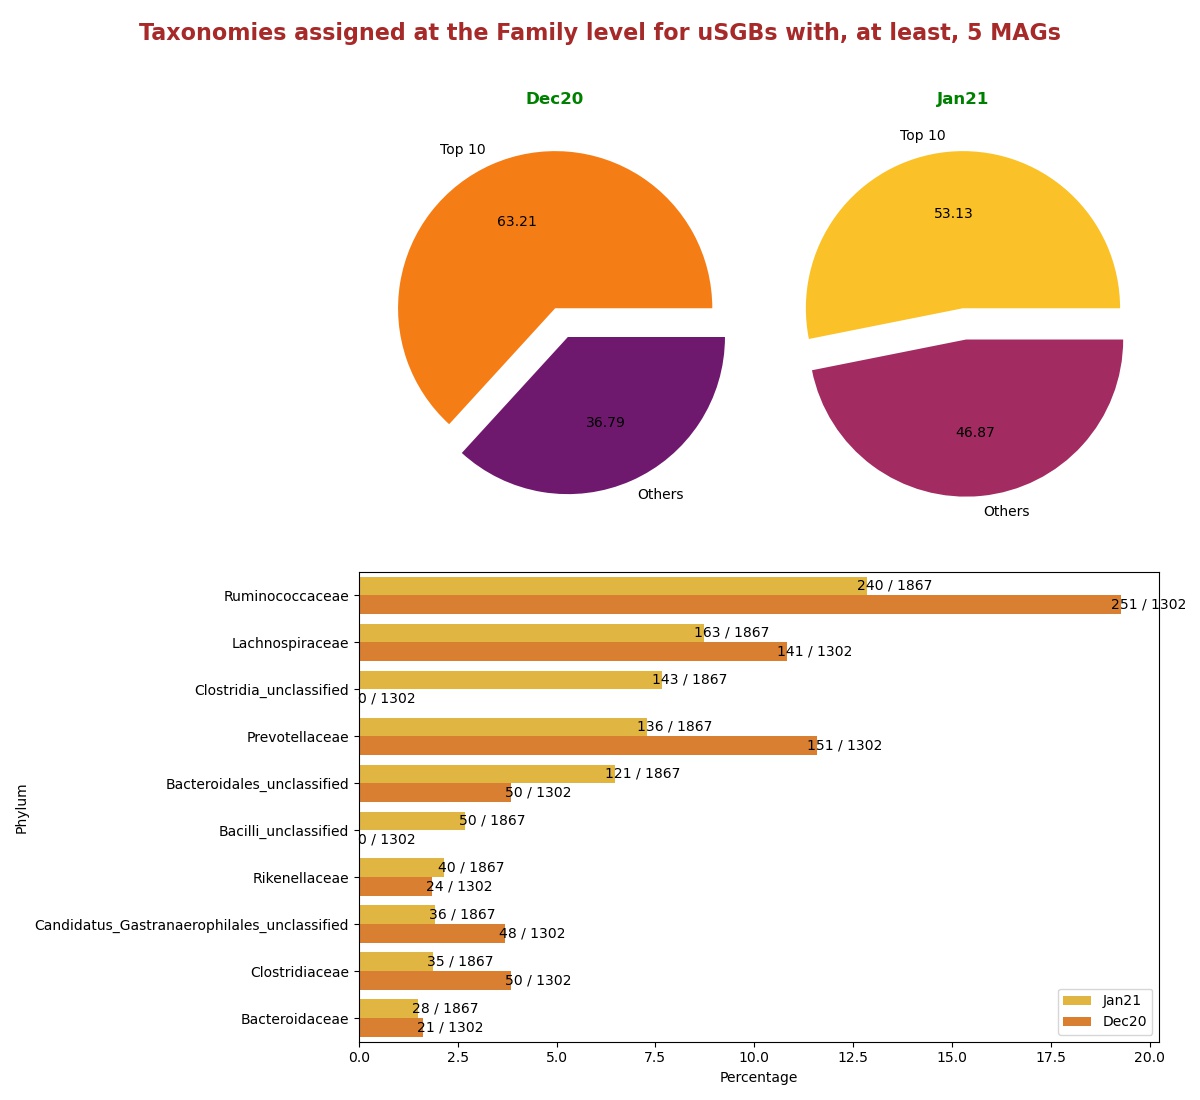 Taxonomies assigned at the Family level for uSGBs with, at least, 5 MAGs
Dec20
Top 10
63.21
36.79
Others
Jan21
Top 10
53.13
46.87
Others
Phylum
Ruminococcaceae
240 / 1867
251 / 1302
Lachnospiraceae
163 / 1867
141 / 1302
Clostridia_unclassified
143 / 1867
0 / 1302
Prevotellaceae
136 / 1867
151 / 1302
Bacteroidales_unclassified
121 / 1867
50 / 1302
Bacilli_unclassified
50 / 1867
0 / 1302
Rikenellaceae
40 / 1867
24 / 1302
Candidatus_Gastranaerophilales_unclassified
36 / 1867
48 / 1302
Clostridiaceae
35 / 1867
50 / 1302
Bacteroidaceae
28 / 1867
21 / 1302
Jan21
Dec20
0.0 2.5 5.0 7.5 10.0 12.5 15.0 17.5 20.0
Percentage